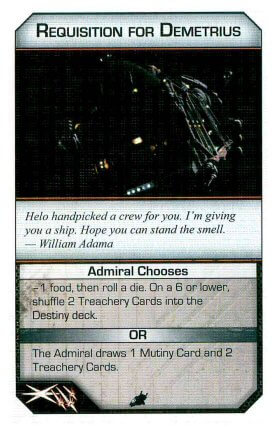 Requisition for Demetrius
Helo handpicked a crew for you. I'm giving
you a ship. Hope you can stand the smell.
— William Adama
Admiral Chooses
-1 food, then roll a die. On a 6 or lower,
shuffle 2 Treachery Cards into the
Destiny deck.
OR
The Admiral draws 1 Mutiny Card and 2
Treachery Cards.